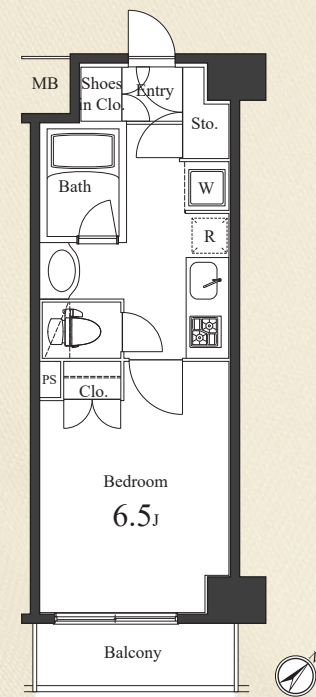 MB
Shoes
in Clo.
Entry
Sto.
Bath
W
R
PS
Clo.
Bedroom
6.5J
Balcony
N